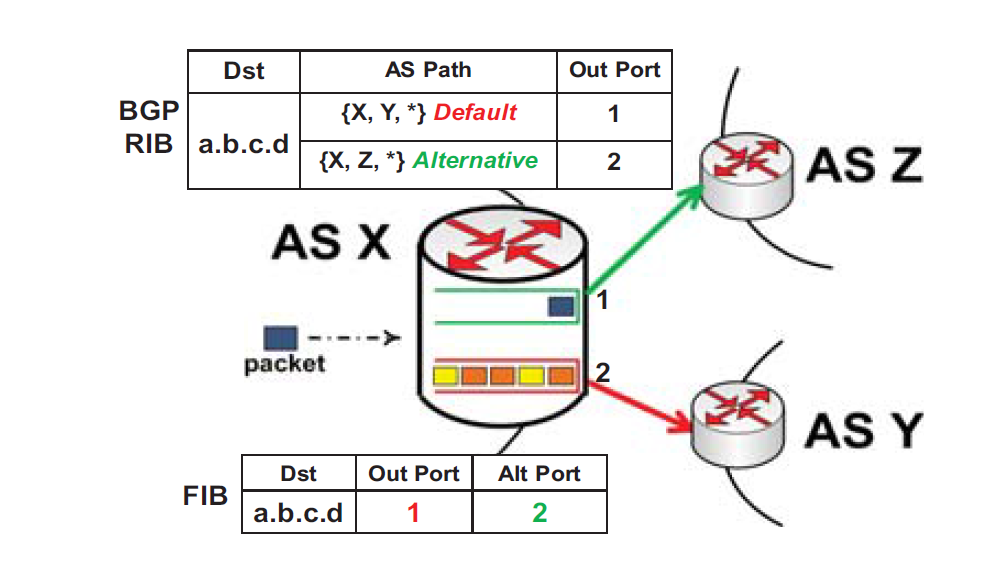 Dst AS Path Out Port
BGP RIB
a.b.c.d
{X, Y, *} Default 1
{X, Z, *} Alternative 2
AS Z
AS X
1
packet
2
AS Y
FIB
Dst Out Port Alt Port
a.b.c.d 1 2